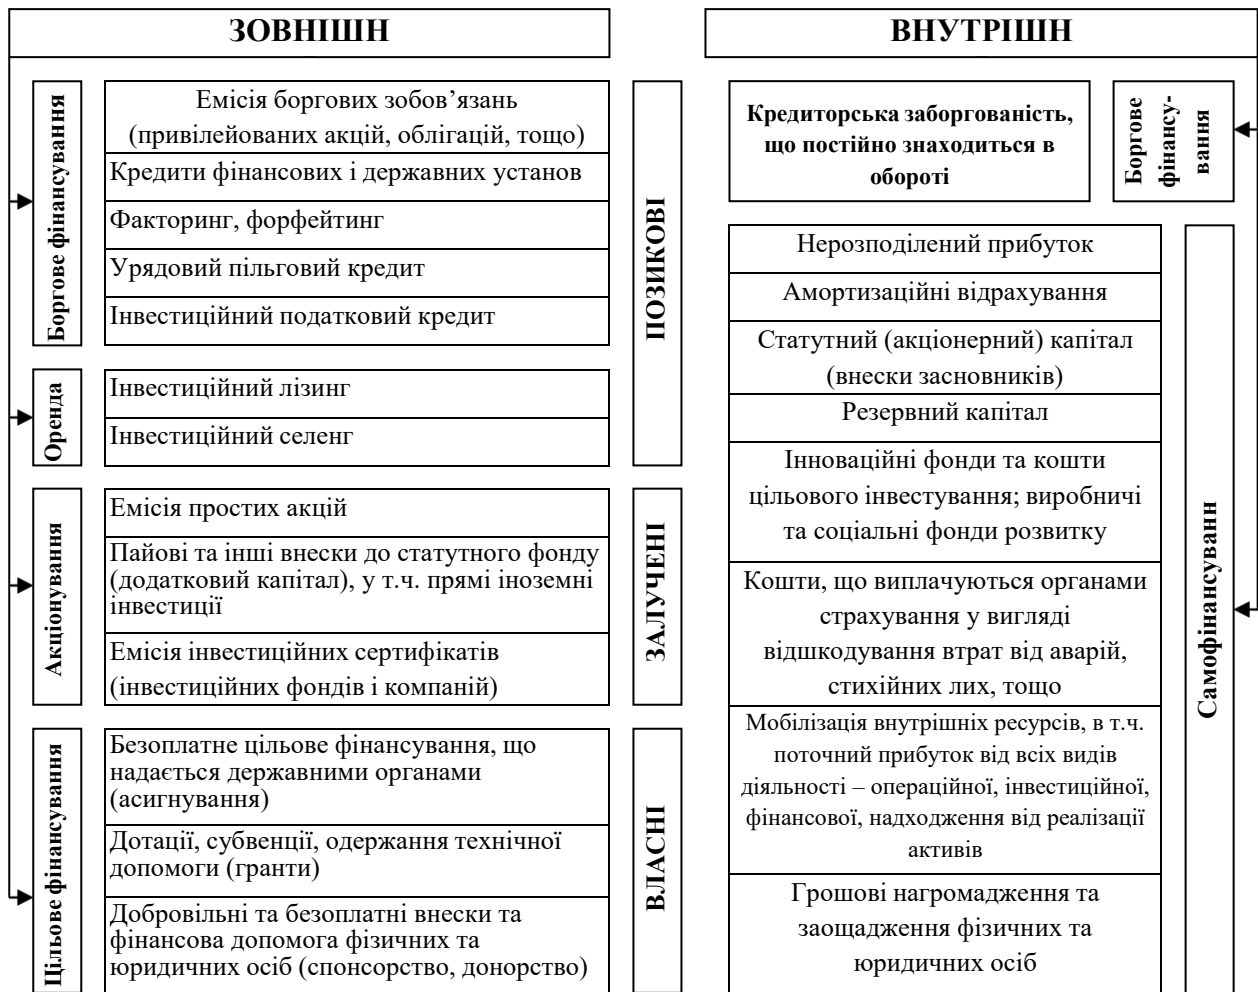 ЗОВНІШН
Боргове фінансування
Емісія боргових зобов’язань
(привілейованих акцій, облігацій, тощо)
Кредити фінансових і державних установ
Факторинг, форфейтинг
Урядовий пільговий кредит
Інвестиційний податковий кредит
Оренда
Інвестиційний лізинг
Інвестиційний селенг
Акціонування
Емісія простих акцій
Пайові та інші внески до статутного фонду
(додатковий капітал), у т.ч. прямі іноземні
інвестиції
Емісія інвестиційних сертифікатів
(інвестиційних фондів і компаній)
Цільове фінансування
Безоплатне цільове фінансування, що
надається державними органами
(асигнування)
Дотації, субвенції, одержання технічної
допомоги (гранти)
Добровільні та безоплатні внески та
фінансова допомога фізичних та
юридичних осіб (спонсорство, донорство)
ПОЗИКОВІ
ЗАЛУЧЕНІ
ВЛАСНІ
ВНУТРІШН
Кредиторська заборгованість,
що постійно знаходиться в
обороті
Боргове
фінансу-
вання
Нерозподілений прибуток
Амортизаційні відрахування
Статутний (акціонерний) капітал
(внески засновників)
Резервний капітал
Інноваційні фонди та кошти
цільового інвестування; виробничі
та соціальні фонди розвитку
Кошти, що виплачуються органами
страхування у вигляді
відшкодування втрат від аварій,
стихійних лих, тощо
Мобілізація внутрішніх ресурсів, в т.ч.
поточний прибуток від всіх видів
діяльності – операційної, інвестиційної,
фінансової, надходження від реалізації
активів
Грошові нагромадження та
заощадження фізичних та
юридичних осіб
Самофінансуванн